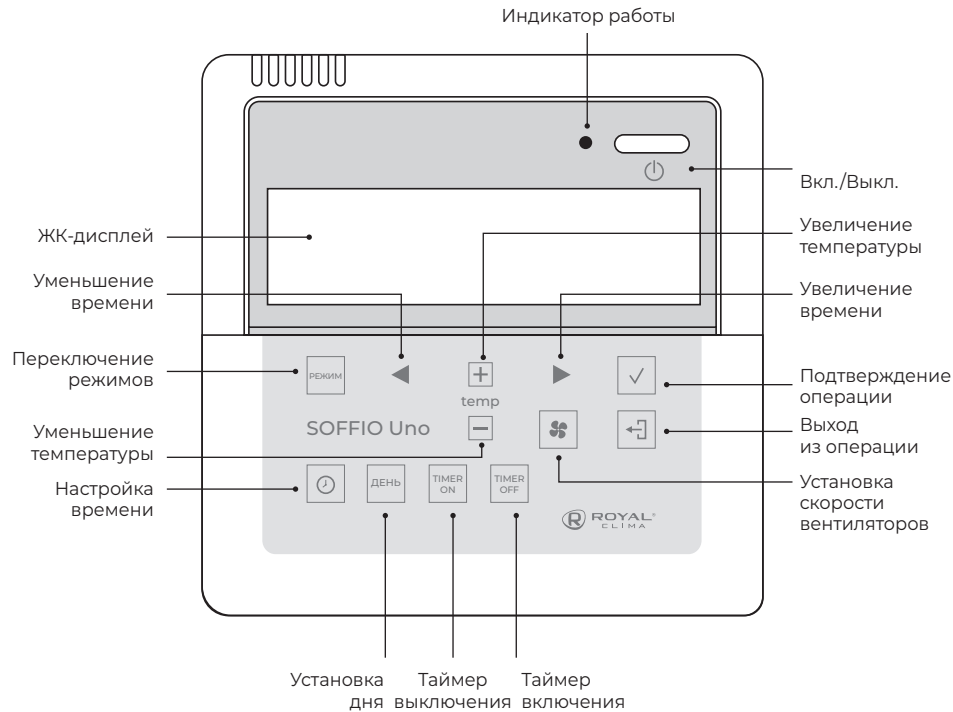 Индикатор работы
Вкл./Выкл.
ЖК-дисплей
Увеличение
температуры
Уменьшение
времени
Увеличение
времени
Переключение
режимов
РЕЖИМ
temp
Подтверждение
операции
SOFFIO Uno
Уменьшение
температуры
Выход
из операции
Настройка
времени
ДЕНЬ
TIMER
ON
TIMER
OFF
Установка
скорости
вентиляторов
R ROYAL®
CLIMA
Установка
дня
Таймер
выключения
Таймер
включения